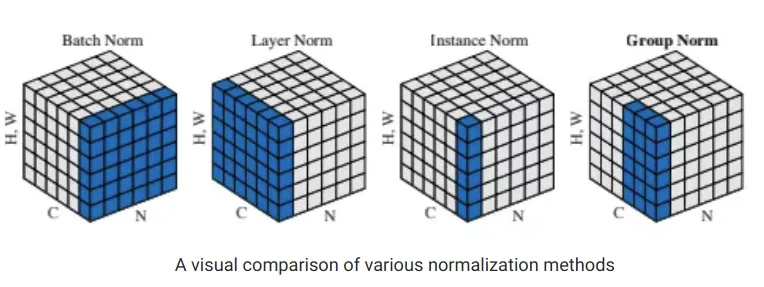 Batch Norm Layer Norm Instance Norm Group Norm
H, W H, W H, W H, W
C N C N C N C N
A visual comparison of various normalization methods